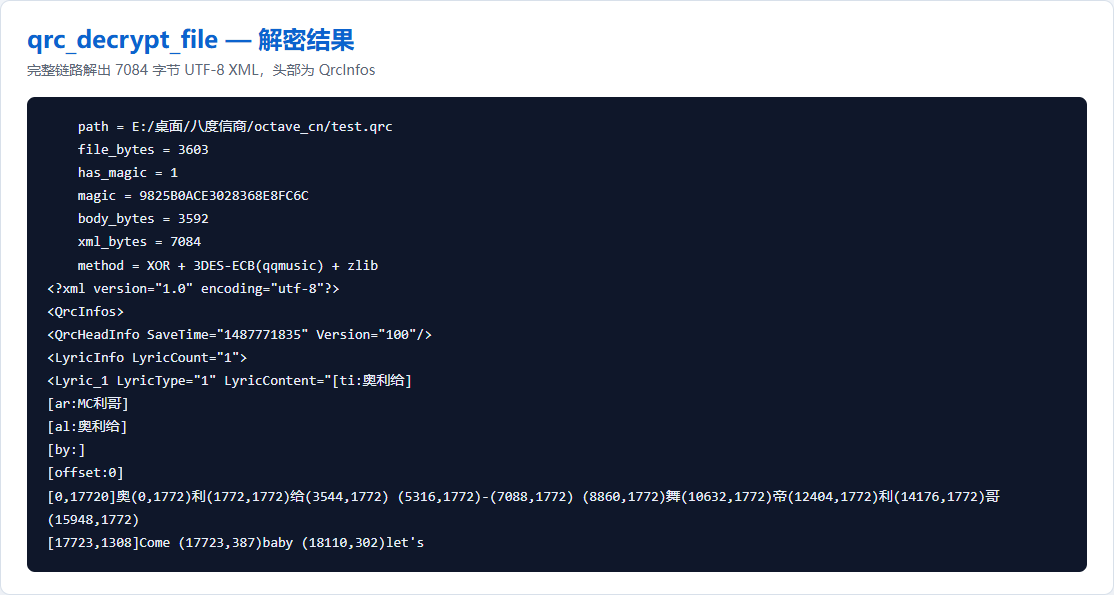 qrc_decrypt_file — 解密结果
完整链路解出 7084 字节 UTF-8 XML，头部为 QrcInfos
path = E:/桌面/八度信商/octave_cn/test.qrc
file_bytes = 3603
has_magic = 1
magic = 9825B0ACE3028368E8FC6C
body_bytes = 3592
xml_bytes = 7084
method = XOR + 3DES-ECB(qqmusic) + zlib
<?xml version="1.0" encoding="utf-8"?>
<QrcInfos>
<QrcHeadInfo SaveTime="1487771835" Version="100"/>
<LyricInfo LyricCount="1">
<Lyric_1 LyricType="1" LyricContent="[ti:奥利给]
[ar:MC利哥]
[al:奥利给]
[by:]
[offset:0]
[0,17720]奥(0,1772)利(1772,1772)给(3544,1772) (5316,1772)-(7088,1772) (8860,1772)舞(10632,1772)帝(12404,1772)利(14176,1772)哥
(15948,1772)
[17723,1308]Come (17723,387)baby (18110,302)let's